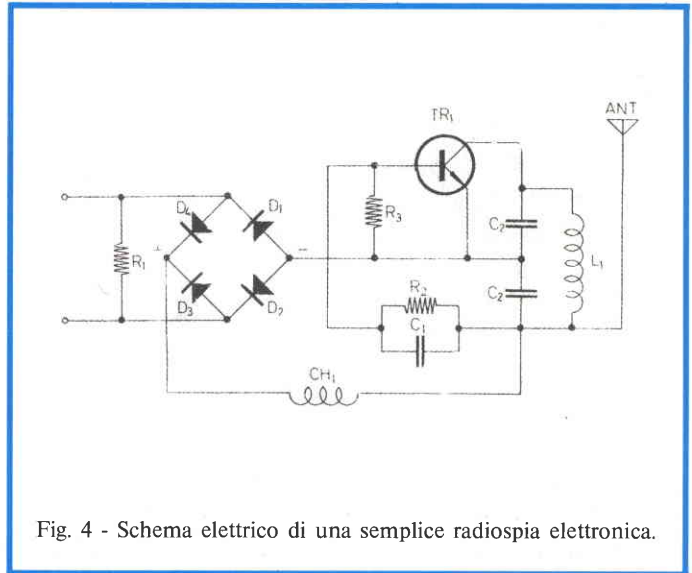 ANT
TR1
D4
D1
R3
C2
+
−
R1
L1
D3
D2
R2
C2
C1
CH1
Fig. 4 - Schema elettrico di una semplice radiospia elettronica.